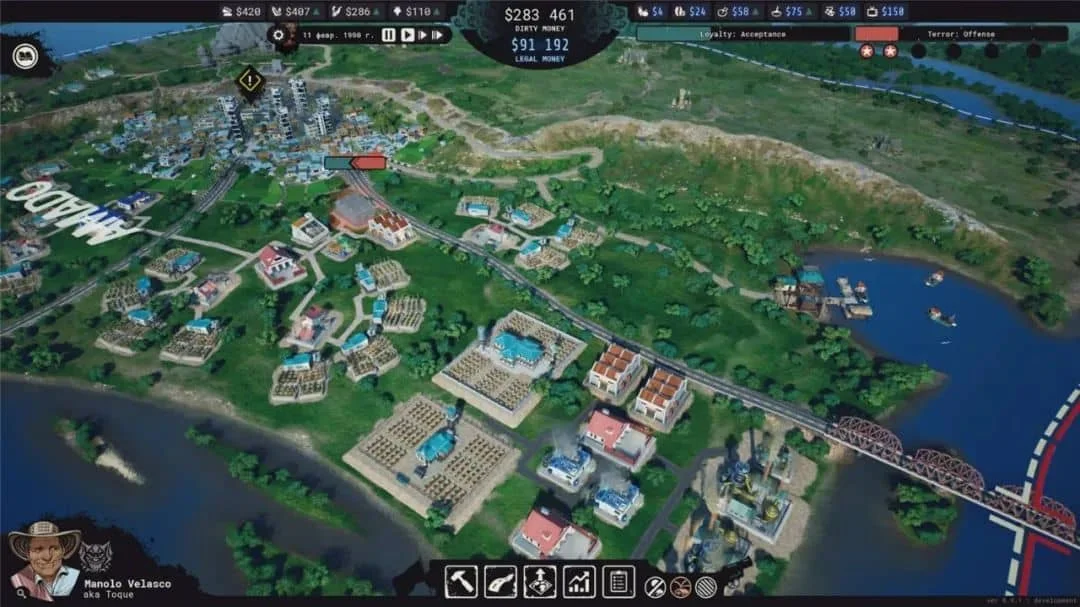 $420 $407 $286 $110
$283 461
DIRTY MONEY
$91 192
LEGAL MONEY
$4 $24 $58 $75 $50 $150
11 февр. 1990 г.
Loyalty: Acceptance
Terror: Offense
AMADO
Manolo Velasco
aka Toque